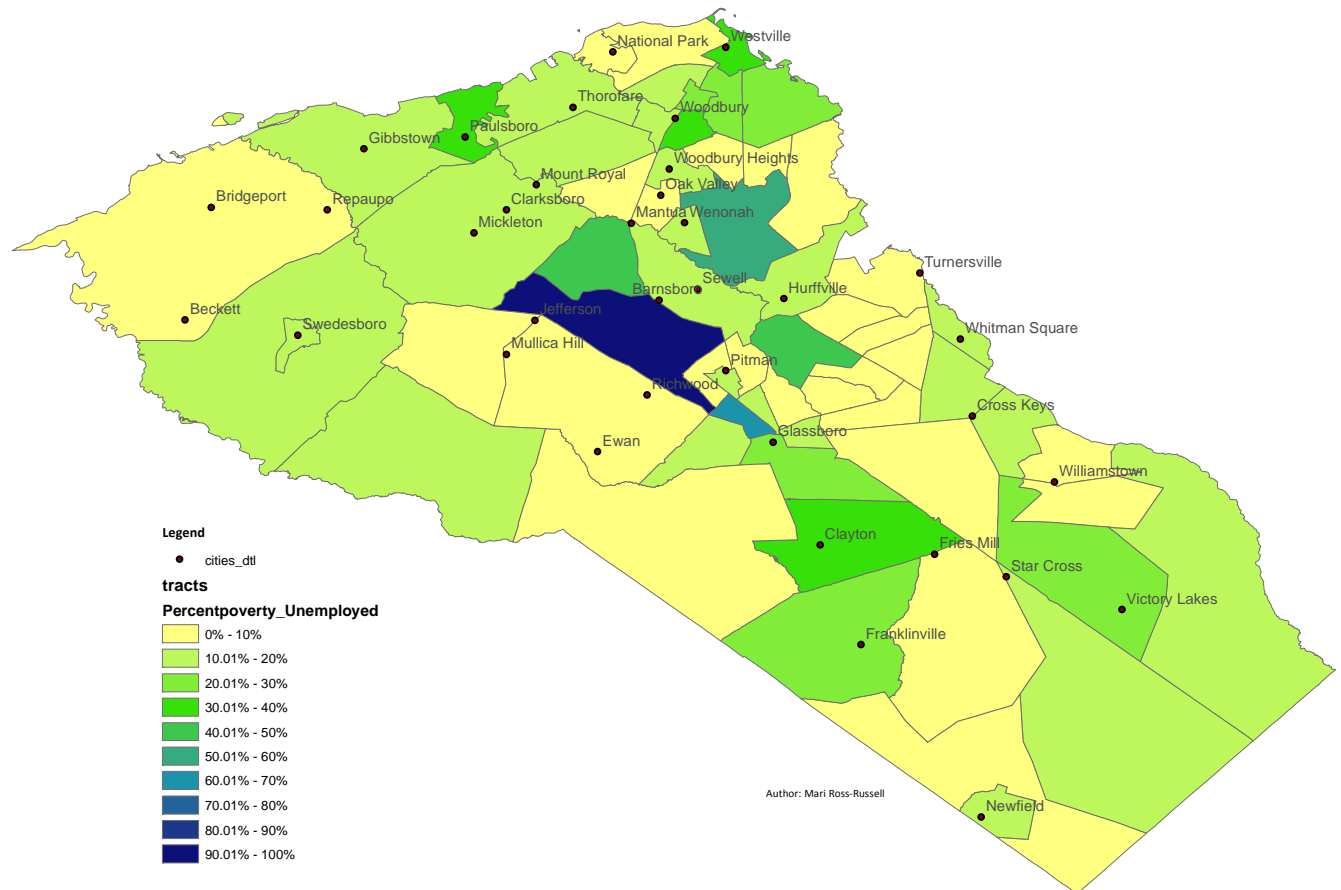 National Park
Westville
Thorofare
Woodbury
Paulsboro
Gibbstown
Woodbury Heights
Mount Royal
Oak Valley
Bridgeport
Repaupo
Clarksboro
Mantua
Wenonah
Mickleton
Turnersville
Sewell
Barnsboro
Hurffville
Beckett
Jefferson
Swedesboro
Whitman Square
Mullica Hill
Pitman
Richwood
Cross Keys
Glassboro
Ewan
Williamstown
Clayton
Fries Mill
Star Cross
Victory Lakes
Franklinville
Newfield
Legend
cities_dtl
tracts
Percentpoverty_Unemployed
0% - 10%
10.01% - 20%
20.01% - 30%
30.01% - 40%
40.01% - 50%
50.01% - 60%
60.01% - 70%
70.01% - 80%
80.01% - 90%
90.01% - 100%
Author: Mari Ross-Russell